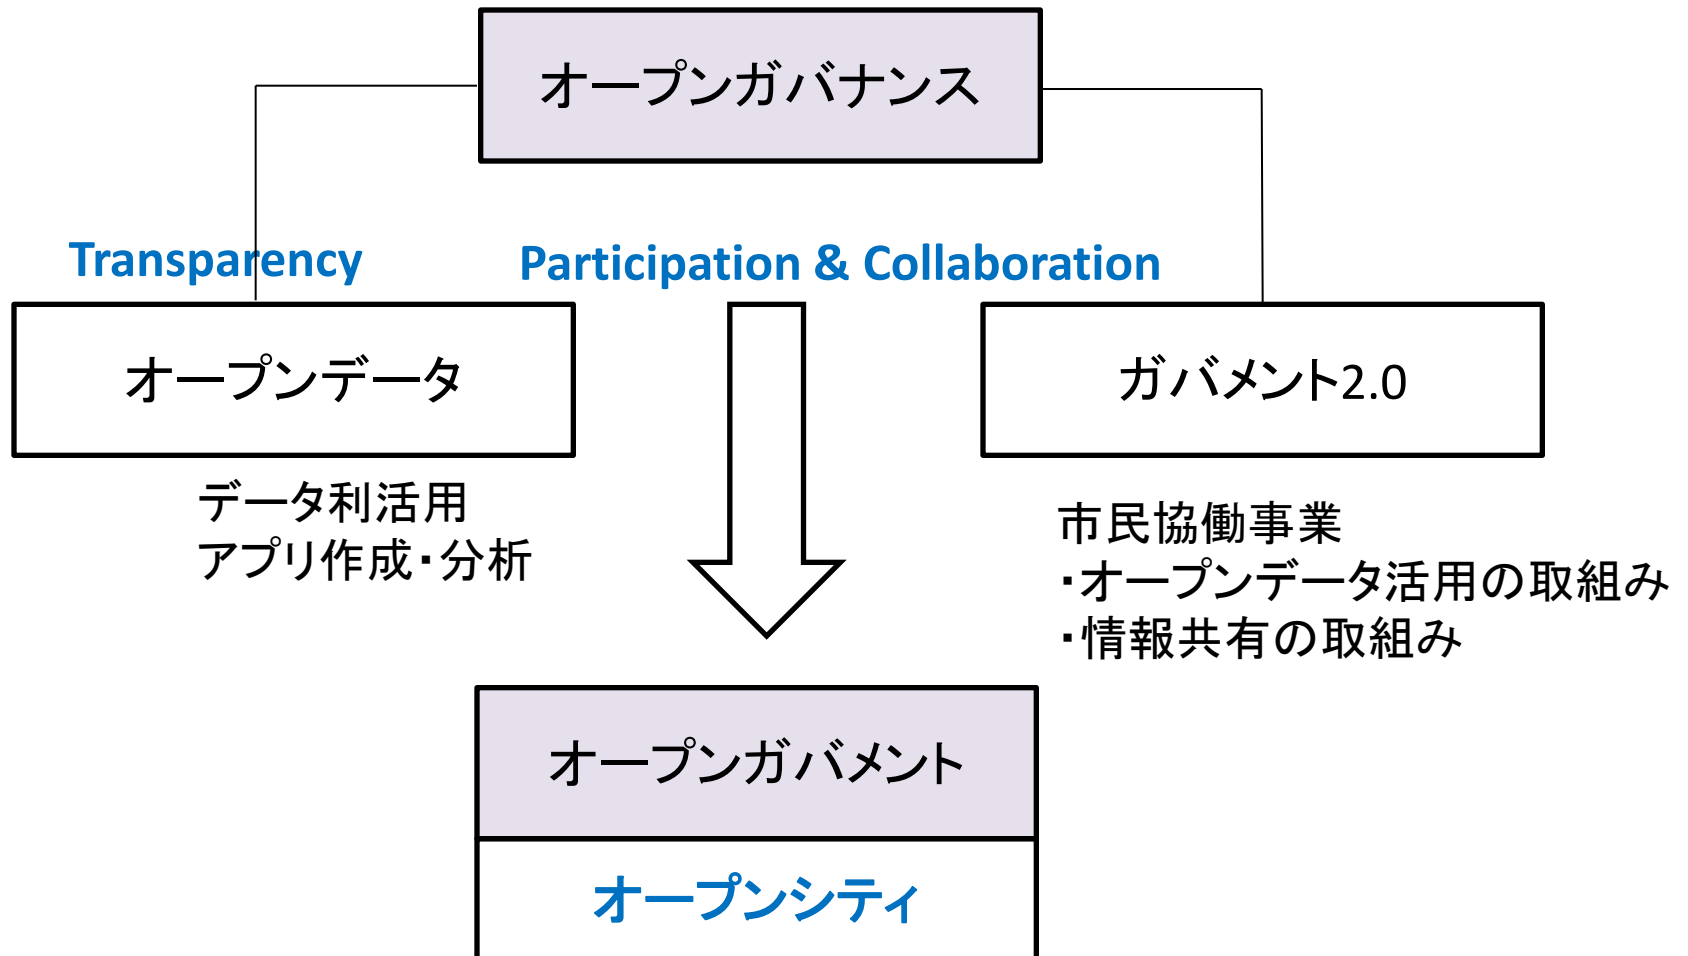 オープンガバナンス
Transparency
Participation & Collaboration
オープンデータ
ガバメント2.0
データ利活用
アプリ作成・分析
市民協働事業
・オープンデータ活用の取組み
・情報共有の取組み
オープンガバメント
オープンシティ